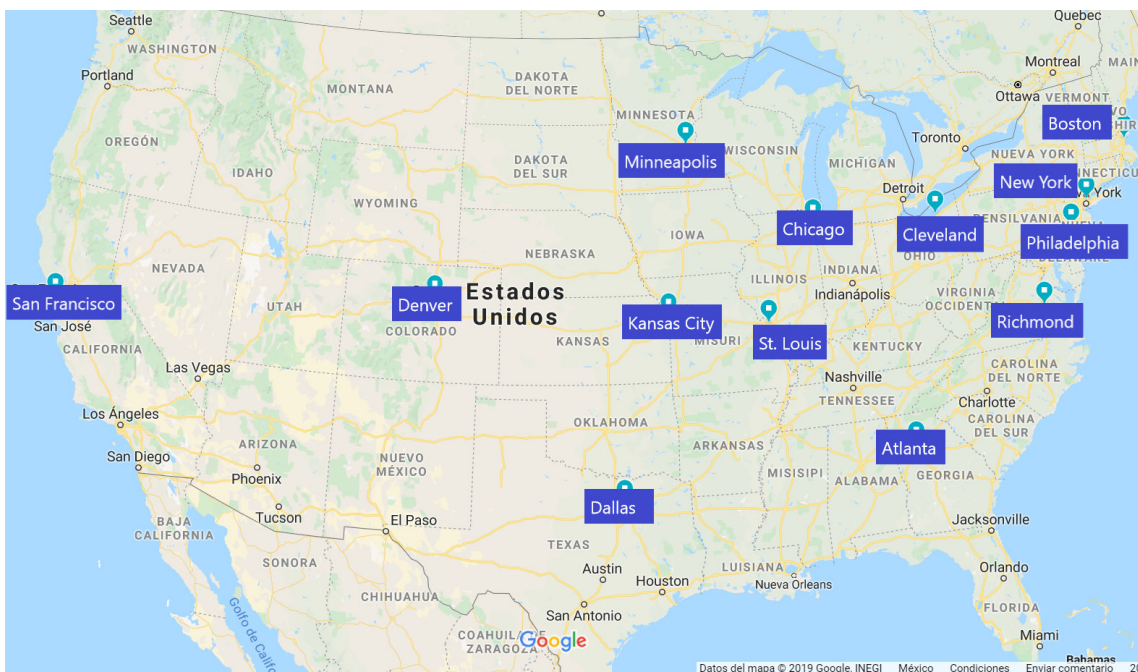 Seattle
Quebec
WASHINGTON
Montreal
MAIN
Portland
DAKOTA
DEL NORTE
MONTANA
Ottawa
VERMONT
MINNESOTA
Boston
OREGÓN
Toronto
Minneapolis
WISCONSIN
MICHIGAN
NUEVA YORK
DAKOTA
DEL SUR
IDAHO
New York
Detroit
WYOMING
PENSILVANIA
Chicago
Cleveland
IOWA
Philadelphia
NEBRASKA
OHIO
NEVADA
ILLINOIS
INDIANA
Indianápolis
Estados
Unidos
San Francisco
Denver
UTAH
Kansas City
VIRGINIA
OCCIDENTAL
Richmond
San José
COLORADO
KANSAS
MISURI
St. Louis
KENTUCKY
CALIFORNIA
Las Vegas
Nashville
TENNESSEE
CAROLINA
DEL NORTE
Charlotte
Los Ángeles
OKLAHOMA
CAROLINA
DEL SUR
ARIZONA
NUEVO
MÉXICO
ARKANSAS
Atlanta
San Diego
Phoenix
MISISIPI
ALABAMA
GEORGIA
Dallas
Tucson
El Paso
BAJA
CALIFORNIA
Jacksonville
TEXAS
SONORA
Austin
LUISIANA
Houston
Nueva Orleans
Orlando
CHIHUAHUA
San Antonio
FLORIDA
Golfo de Calif
COAHUILA
ZARAGOZA
Google
Miami
Bahamas
Datos del mapa © 2019 Google, INEGI México Condiciones Enviar comentario